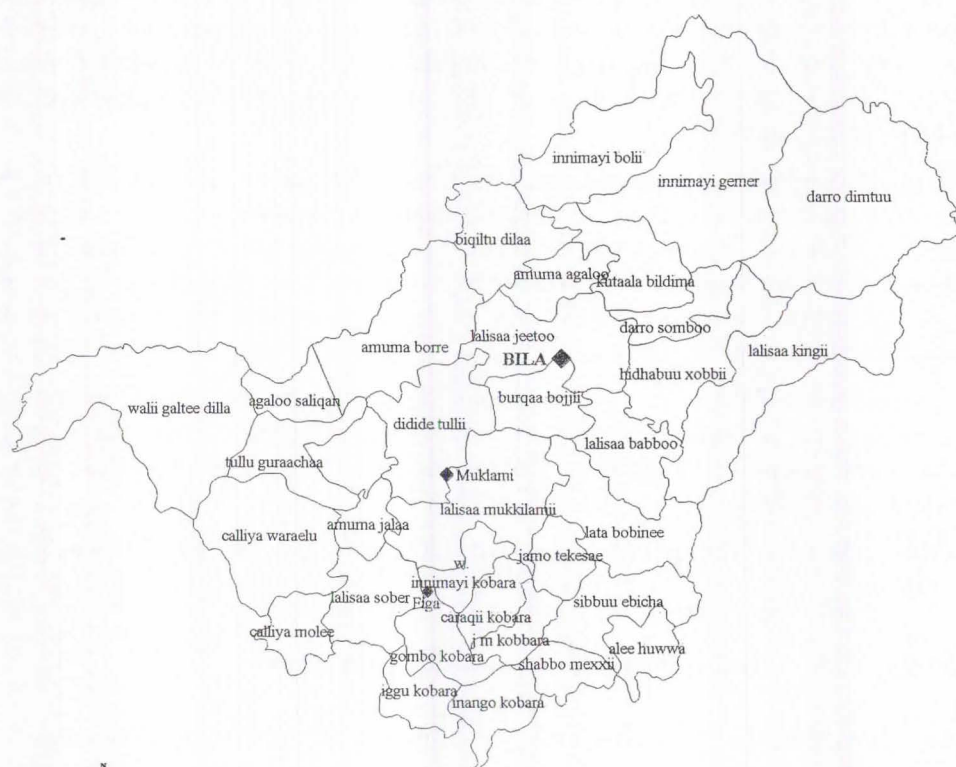 innimayi bolii
innimayi gemer
darro dimtuu
biqiltu dilaa
amuma agaloo
kutaala bildima
darro somboo
lalisaa jeetoo
amuma borre
lalisaa kingii
BILA
hidhabuu xobbii
burqaa bojjii
agaloo saliqan
walii galtee dilla
didide tullii
lalisaa babboo
tullu guraachaa
Muklami
lalisaa mukkilamii
amuma jalaa
calliya waraelu
lata bobinee
jamo tekesae
w.
innimayi kobara
lalisaa sober
Elga
sibbuu ebicha
caraqii kobara
calliya molee
j m kobbara
alee huwwa
gombo kobara
shabbo mexxii
iggu kobara
inango kobara